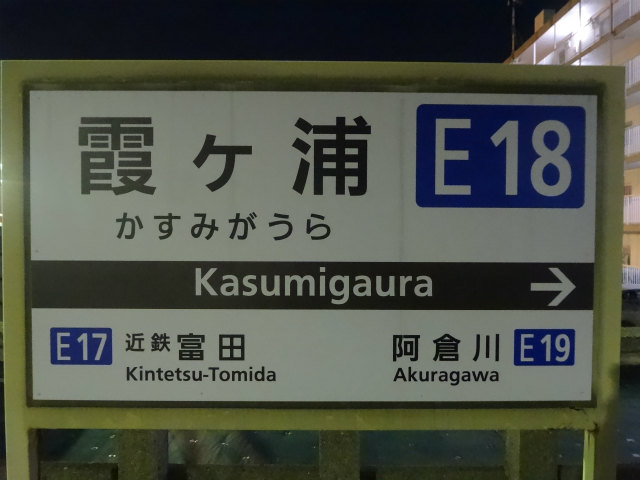 霞ヶ浦 E18
かすみがうら
Kasumigaura →
E17 近鉄富田 阿倉川 E19
Kintetsu-Tomida Akuragawa